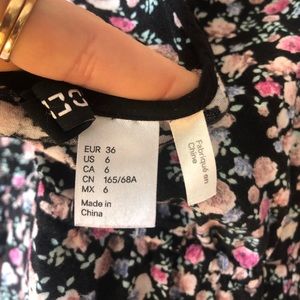 EUR 36
US 6
CA 6
CN 165/68A
MX 6
Made in
China
Fabriqué en
Chine